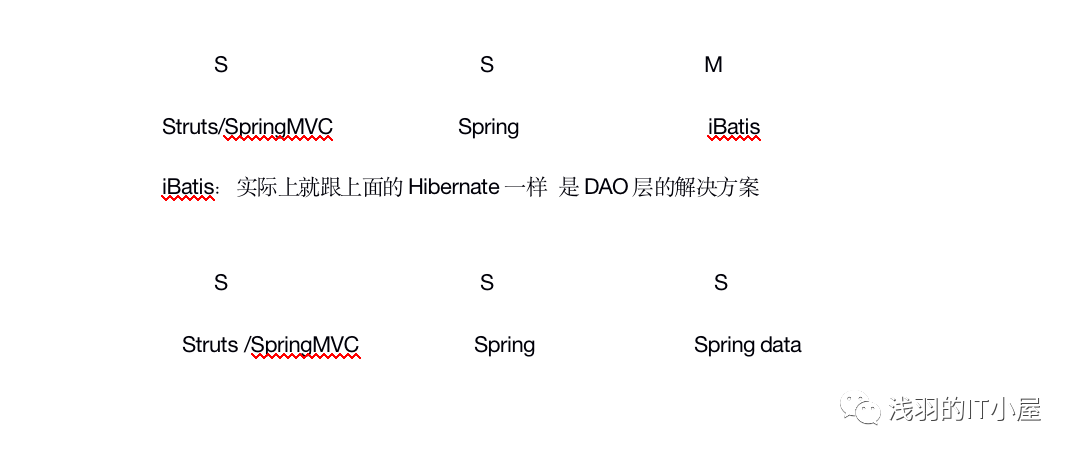 S S M
Struts/SpringMVC Spring iBatis
iBatis: 实际上就跟上面的 Hibernate 一样 是 DAO 层的解决方案
S S S
Struts /SpringMVC Spring Spring data
浅羽的IT小屋